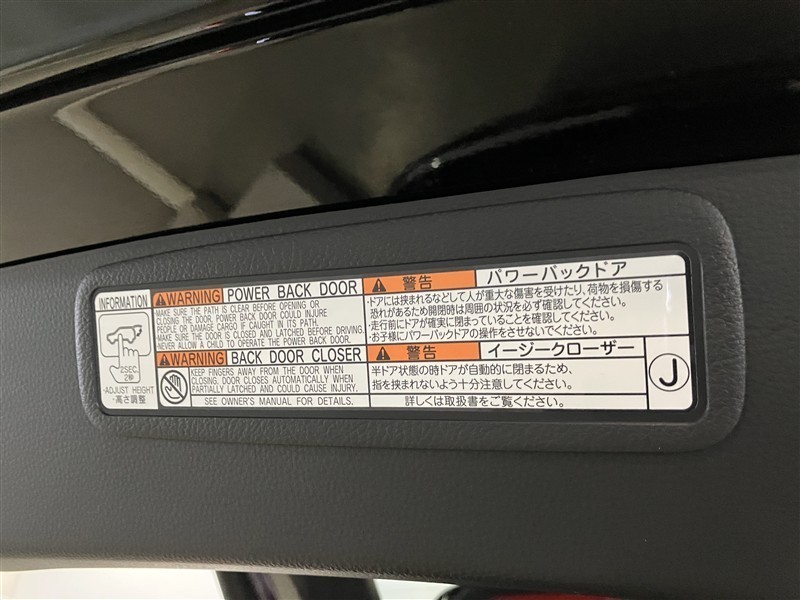 INFORMATION
2SEC.
2秒
·ADJUST HEIGHT
·高さ調整
WARNING POWER BACK DOOR
MAKE SURE THE PATH IS CLEAR BEFORE OPENING OR
CLOSING THE DOOR. POWER BACK DOOR COULD INJURE
PEOPLE OR DAMAGE CARGO IF CAUGHT IN ITS PATH.
·MAKE SURE THE DOOR IS CLOSED AND LATCHED BEFORE DRIVING.
·NEVER ALLOW A CHILD TO OPERATE THE POWER BACK DOOR.
WARNING BACK DOOR CLOSER
KEEP FINGERS AWAY FROM THE DOOR WHEN
CLOSING. DOOR CLOSES AUTOMATICALLY WHEN
PARTIALLY LATCHED AND COULD CAUSE INJURY.
SEE OWNER'S MANUAL FOR DETAILS.
警告 パワーバックドア
·ドアには挟まれるなどして人が重大な傷害を受けたり、荷物を損傷する
恐れがあるため開閉時は周囲の状況を必ず確認してください。
·走行前にドアが確実に閉まっていることを確認してください。
·お子様にパワーバックドアの操作をさせないでください。
警告 イージークローザー
半ドア状態の時ドアが自動的に閉まるため、
指を挟まれないよう十分注意してください。
詳しくは取扱書をご覧ください。
J